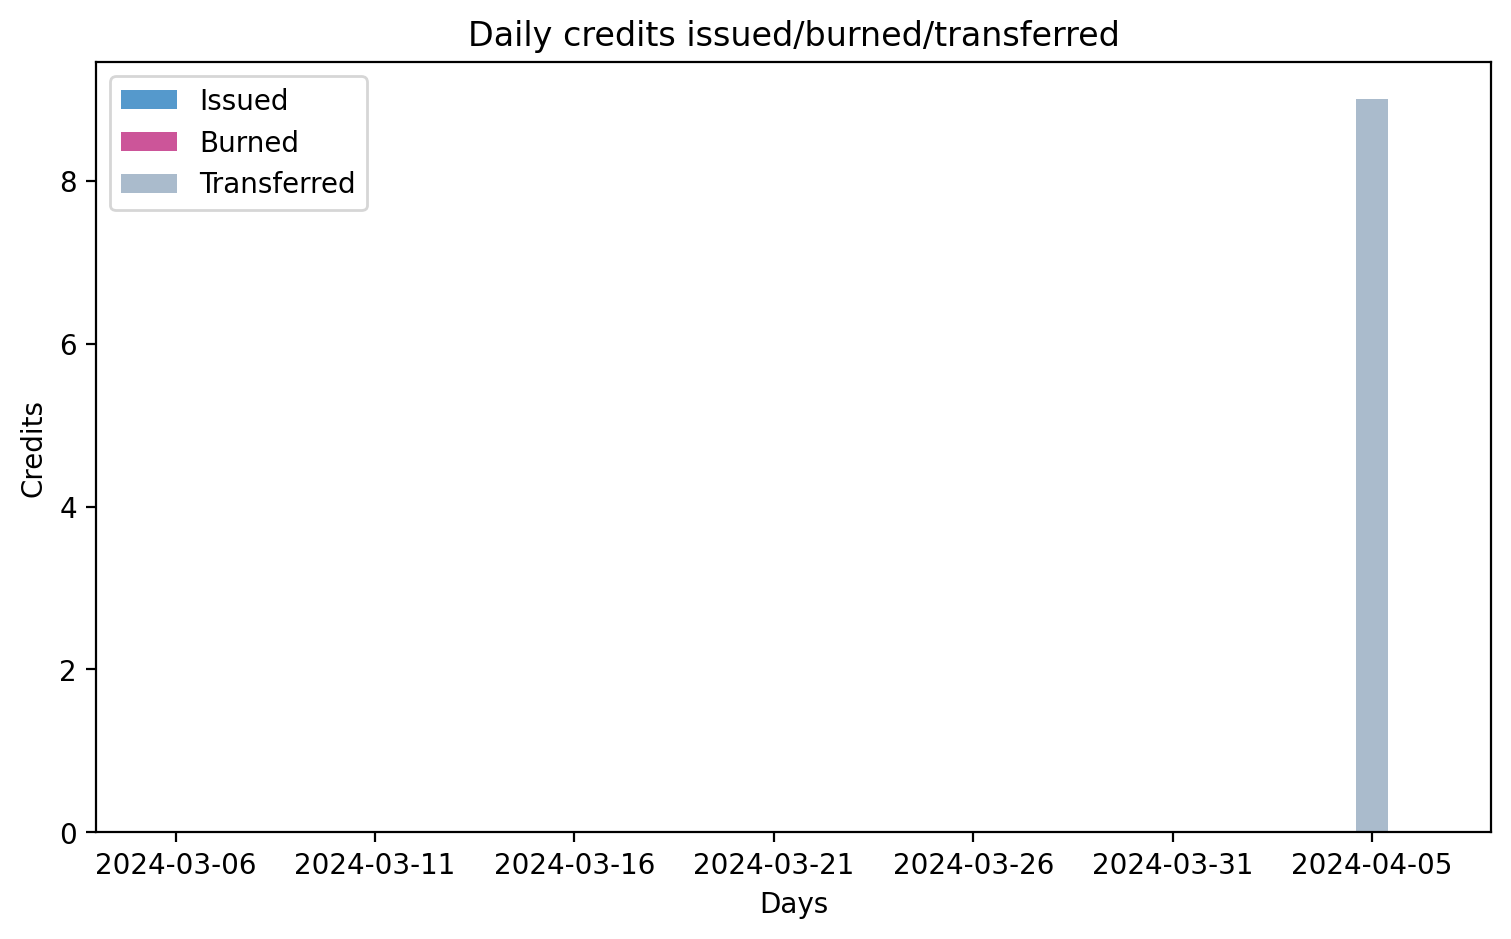 Daily credits issued/burned/transferred
Issued
Burned
Transferred
8
6
4
2
0
Credits
2024-03-06
2024-03-11
2024-03-16
2024-03-21
2024-03-26
2024-03-31
2024-04-05
Days